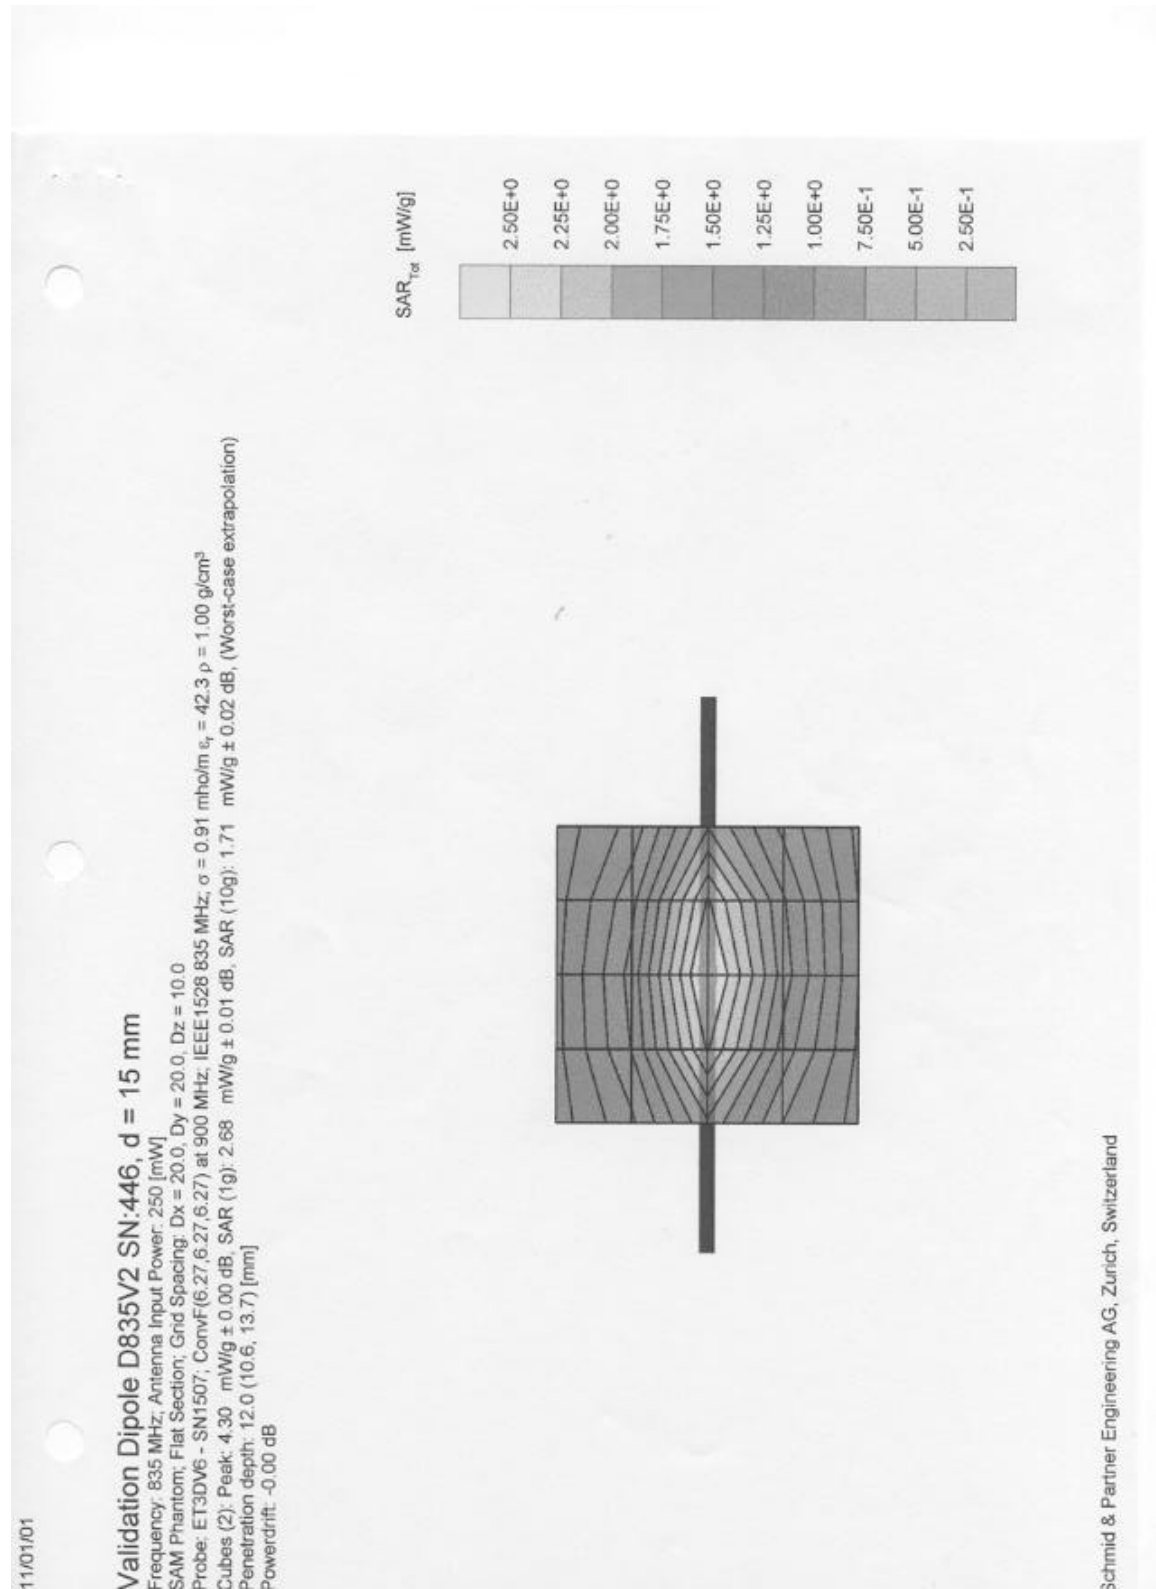 11/01/01
Validation Dipole D835V2 SN:446, d = 15 mm
Frequency: 835 MHz; Antenna Input Power: 250 [mW]
SAM Phantom; Flat Section; Grid Spacing: Dx = 20.0, Dy = 20.0, Dz = 10.0
Probe: ET3DV6 - SN1507; ConvF(6.27,6.27,6.27) at 900 MHz; IEEE1528 835 MHz; σ = 0.91 mho/m εr = 42.3 ρ = 1.00 g/cm³
Cubes (2): Peak: 4.30 mW/g ± 0.00 dB, SAR (1g): 2.68 mW/g ± 0.01 dB, SAR (10g): 1.71 mW/g ± 0.02 dB, (Worst-case extrapolation)
Penetration depth: 12.0 (10.6, 13.7) [mm]
Powerdrift: -0.00 dB
SARTot [mW/g]
2.50E+0
2.25E+0
2.00E+0
1.75E+0
1.50E+0
1.25E+0
1.00E+0
7.50E-1
5.00E-1
2.50E-1
Schmid & Partner Engineering AG, Zurich, Switzerland